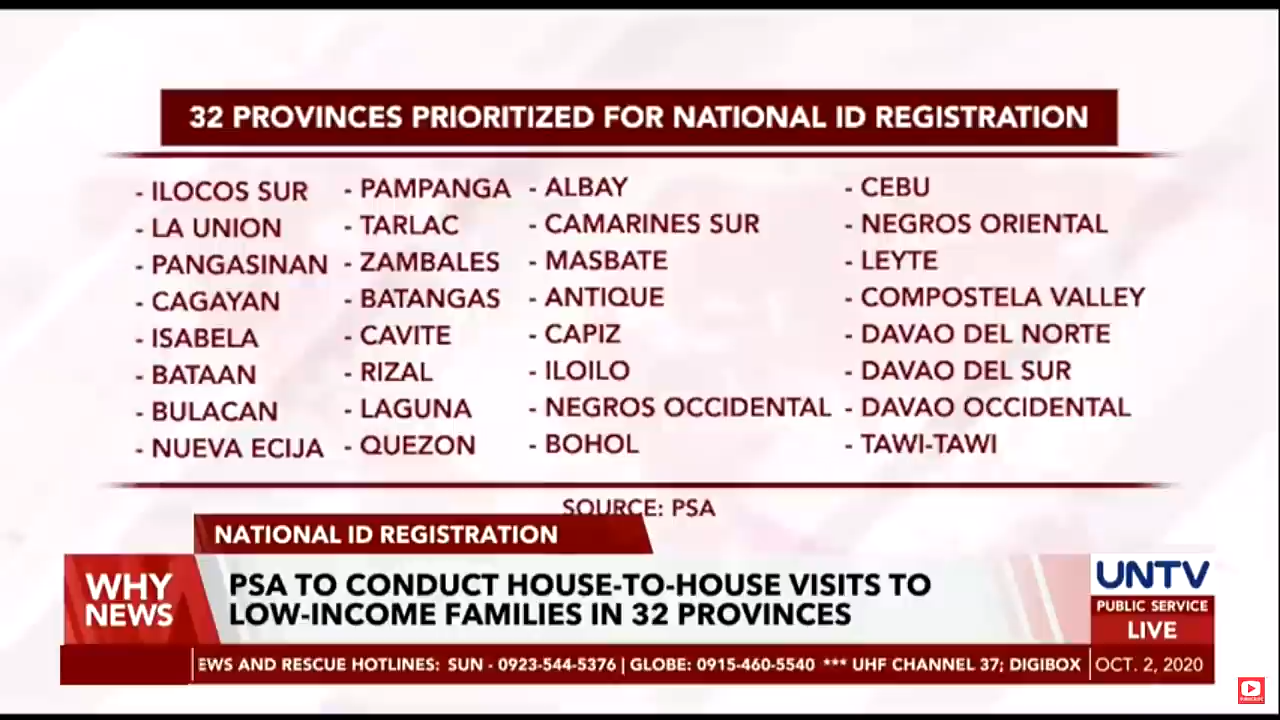 32 PROVINCES PRIORITIZED FOR NATIONAL ID REGISTRATION
- ILOCOS SUR
- LA UNION
- PANGASINAN
- CAGAYAN
- ISABELA
- BATAAN
- BULACAN
- NUEVA ECIJA
- PAMPANGA
- TARLAC
- ZAMBALES
- BATANGAS
- CAVITE
- RIZAL
- LAGUNA
- QUEZON
- ALBAY
- CAMARINES SUR
- MASBATE
- ANTIQUE
- CAPIZ
- ILOILO
- NEGROS OCCIDENTAL
- BOHOL
- CEBU
- NEGROS ORIENTAL
- LEYTE
- COMPOSTELA VALLEY
- DAVAO DEL NORTE
- DAVAO DEL SUR
- DAVAO OCCIDENTAL
- TAWI-TAWI
SOURCE: PSA
NATIONAL ID REGISTRATION
WHY
NEWS
PSA TO CONDUCT HOUSE-TO-HOUSE VISITS TO
LOW-INCOME FAMILIES IN 32 PROVINCES
UNTV
PUBLIC SERVICE
LIVE
EWS AND RESCUE HOTLINES: SUN - 0923-544-5376 | GLOBE: 0915-460-5540 *** UHF CHANNEL 37; DIGIBOX
OCT. 2, 2020